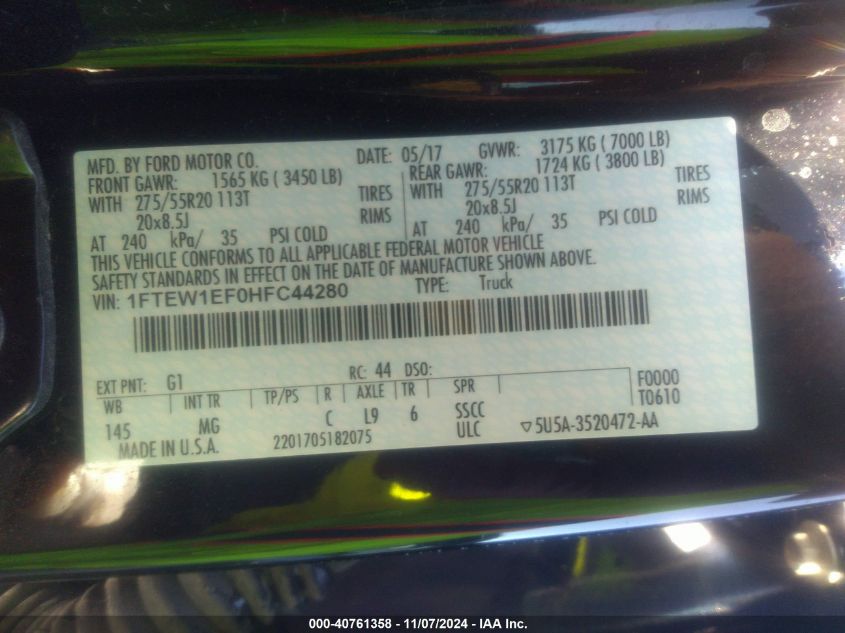 MFD. BY FORD MOTOR CO. DATE: 05/17 GVWR: 3175 KG ( 7000 LB)
FRONT GAWR: 1565 KG ( 3450 LB) REAR GAWR: 1724 KG ( 3800 LB)
WITH 275/55R20 113T TIRES WITH 275/55R20 113T TIRES
20x8.5J RIMS 20x8.5J RIMS
AT 240 kPa/ 35 PSI COLD AT 240 kPa/ 35 PSI COLD
THIS VEHICLE CONFORMS TO ALL APPLICABLE FEDERAL MOTOR VEHICLE
SAFETY STANDARDS IN EFFECT ON THE DATE OF MANUFACTURE SHOWN ABOVE.
VIN: 1FTEW1EF0HFC44280 TYPE: Truck
EXT PNT: G1 RC: 44 DSO: F0000
WB INT TR TP/PS R AXLE TR SPR T0610
145 MG C L9 6 SSCC
MADE IN U.S.A. 2201705182075 ULC ▽5U5A-3520472-AA
000-40761358 - 11/07/2024 - IAA Inc.